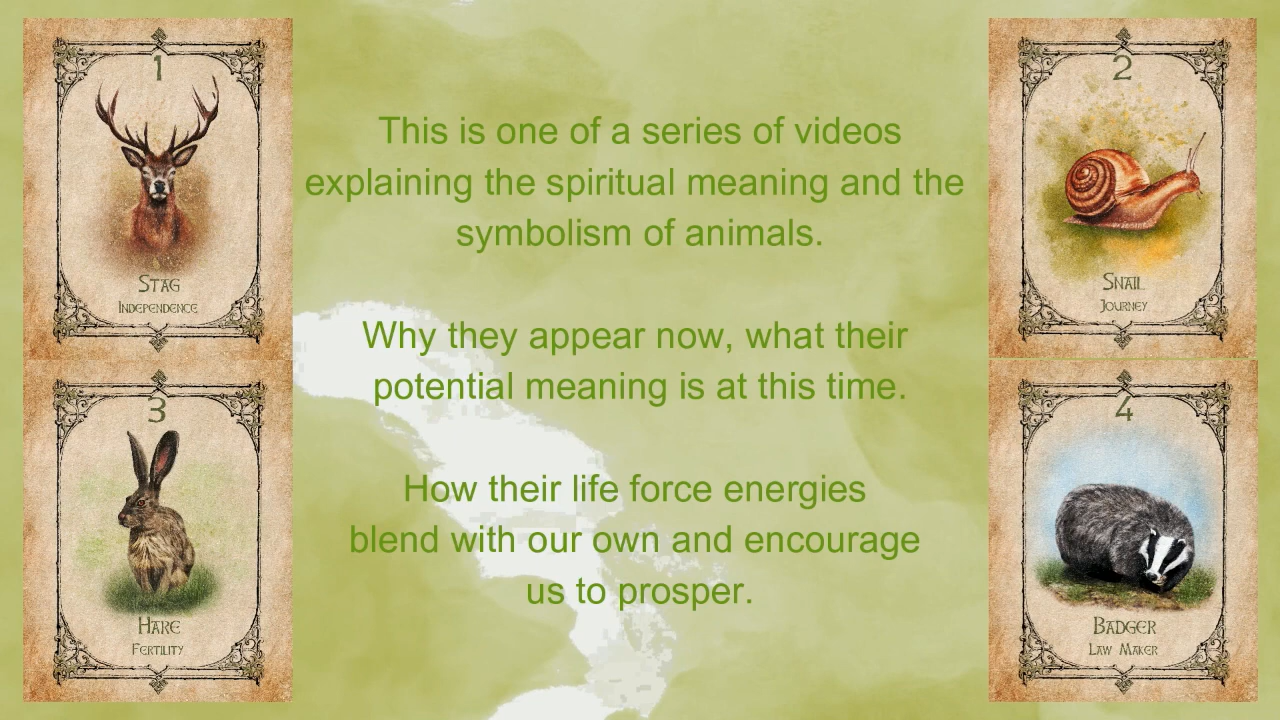 1
Stag
Independence
2
Snail
Journey
This is one of a series of videos
explaining the spiritual meaning and the
symbolism of animals.
Why they appear now, what their
potential meaning is at this time.
How their life force energies
blend with our own and encourage
us to prosper.
3
Hare
Fertility
4
Badger
Law Maker